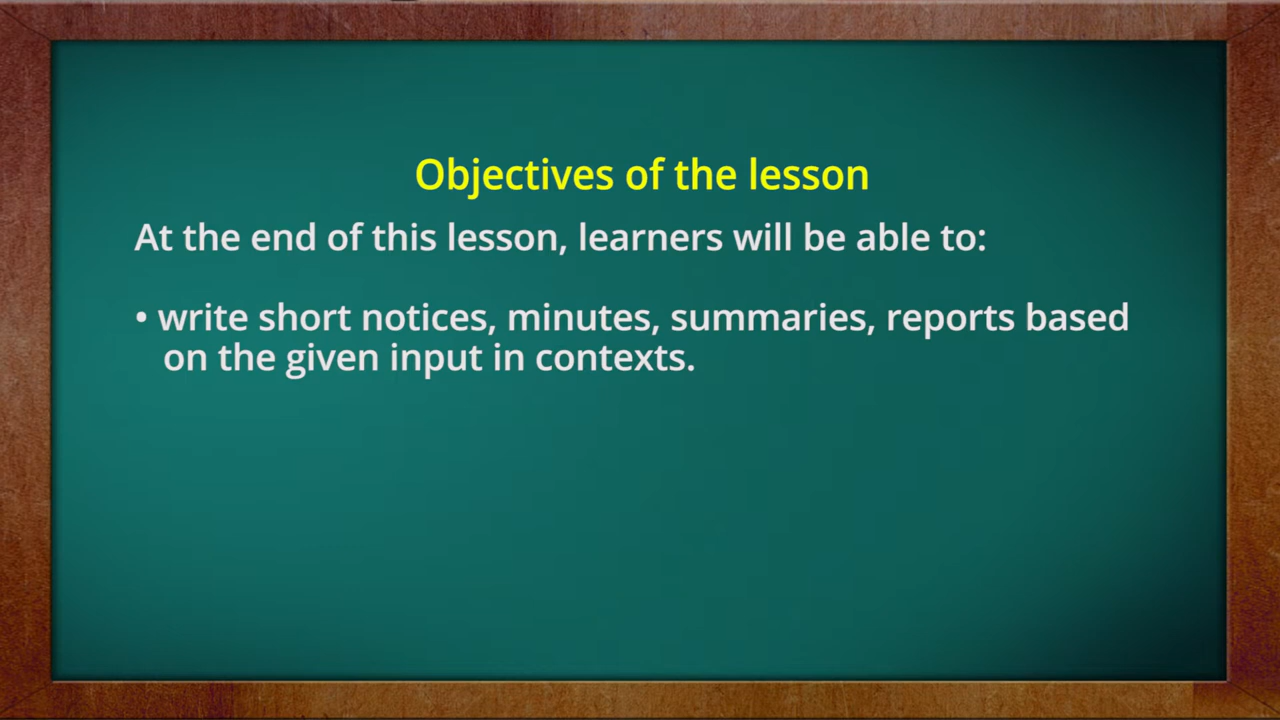 Objectives of the lesson
At the end of this lesson, learners will be able to:
• write short notices, minutes, summaries, reports based
on the given input in contexts.